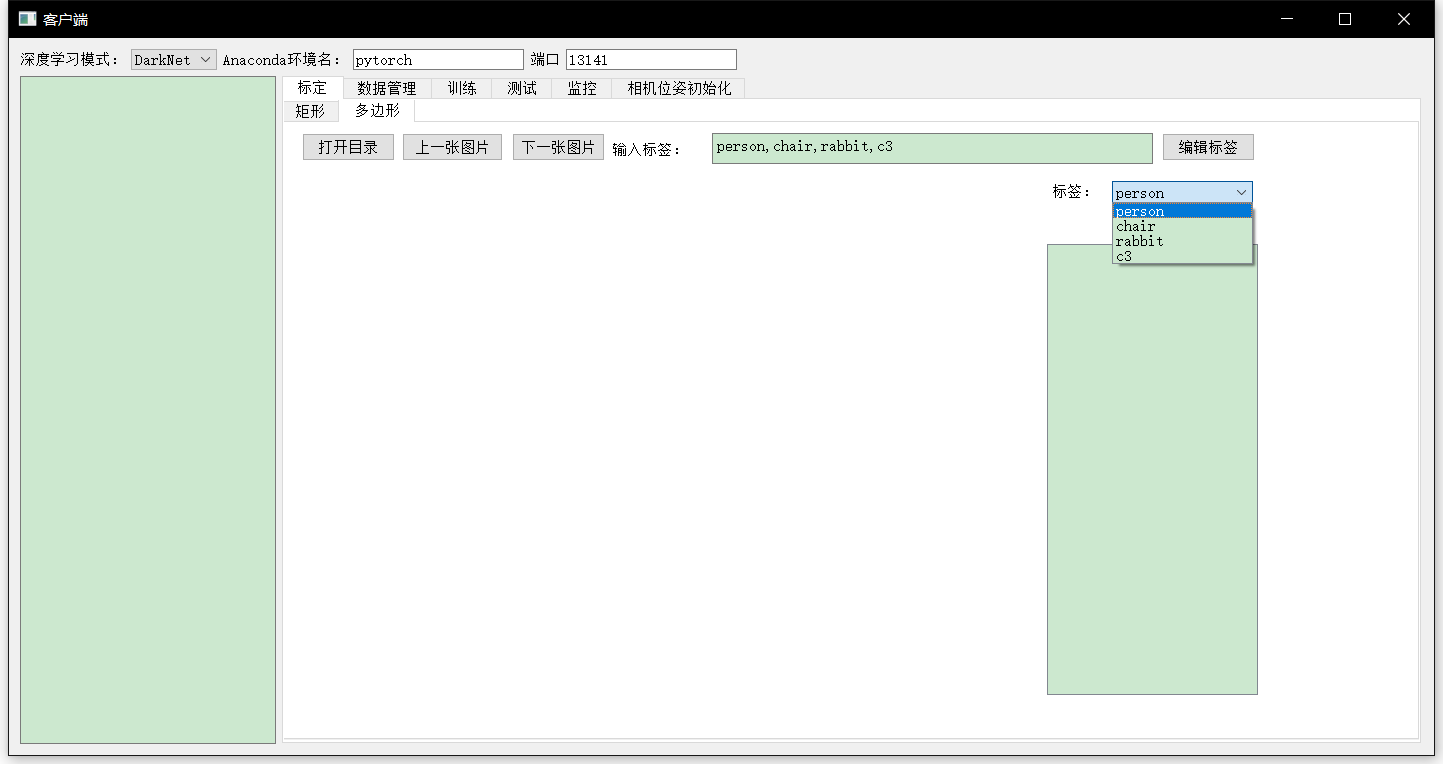 客户端
深度学习模式： DarkNet Anaconda环境名： pytorch 端口 13141
标定 数据管理 训练 测试 监控 相机位姿初始化
矩形 多边形
打开目录 上一张图片 下一张图片 输入标签： person,chair,rabbit,c3 编辑标签
标签： person
person
chair
rabbit
c3